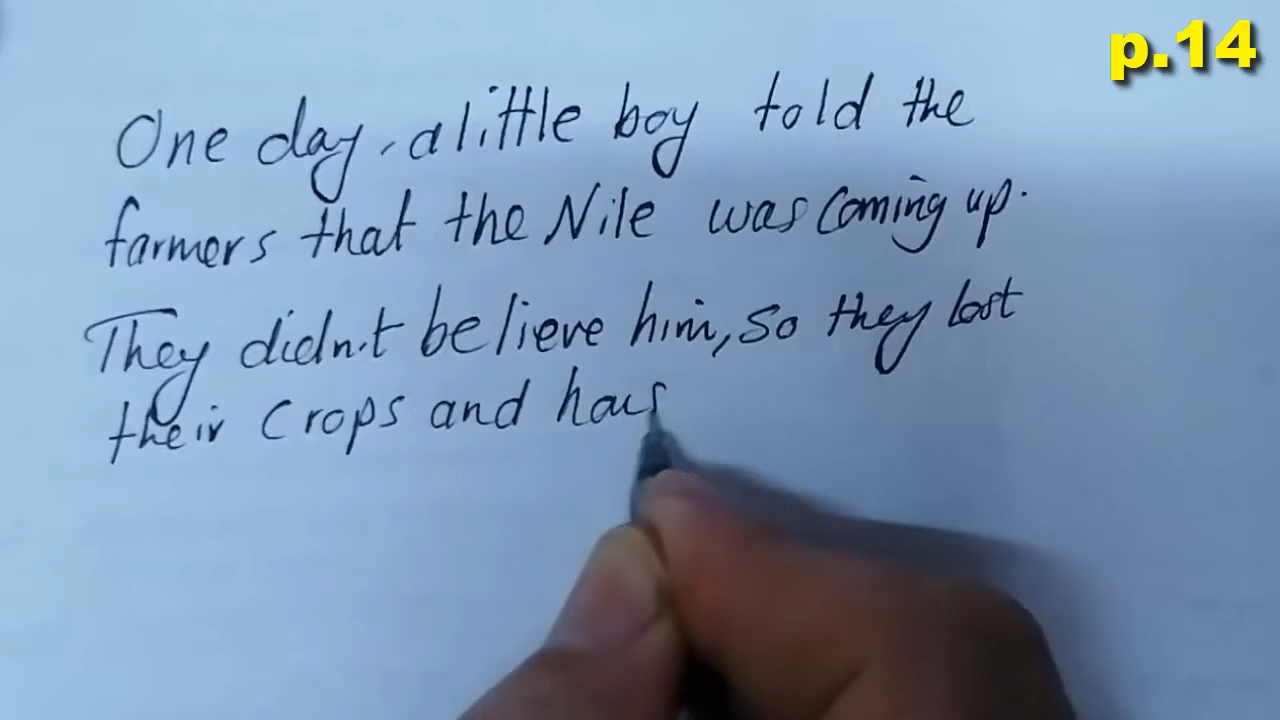 p.14
One day, a little boy told the
farmers that the Nile was coming up.
They didn't believe him, so they lost
their crops and hous